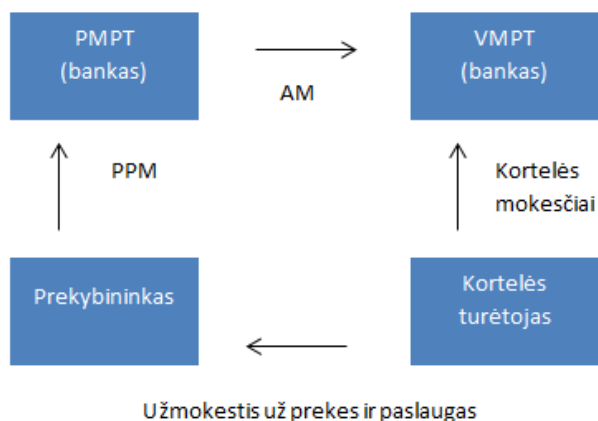 PMPT
(bankas)
VMPT
(bankas)
AM
PPM
Kortelės
mokesčiai
Prekybininkas
Kortelės
turėtojas
Užmokestis už prekes ir paslaugas